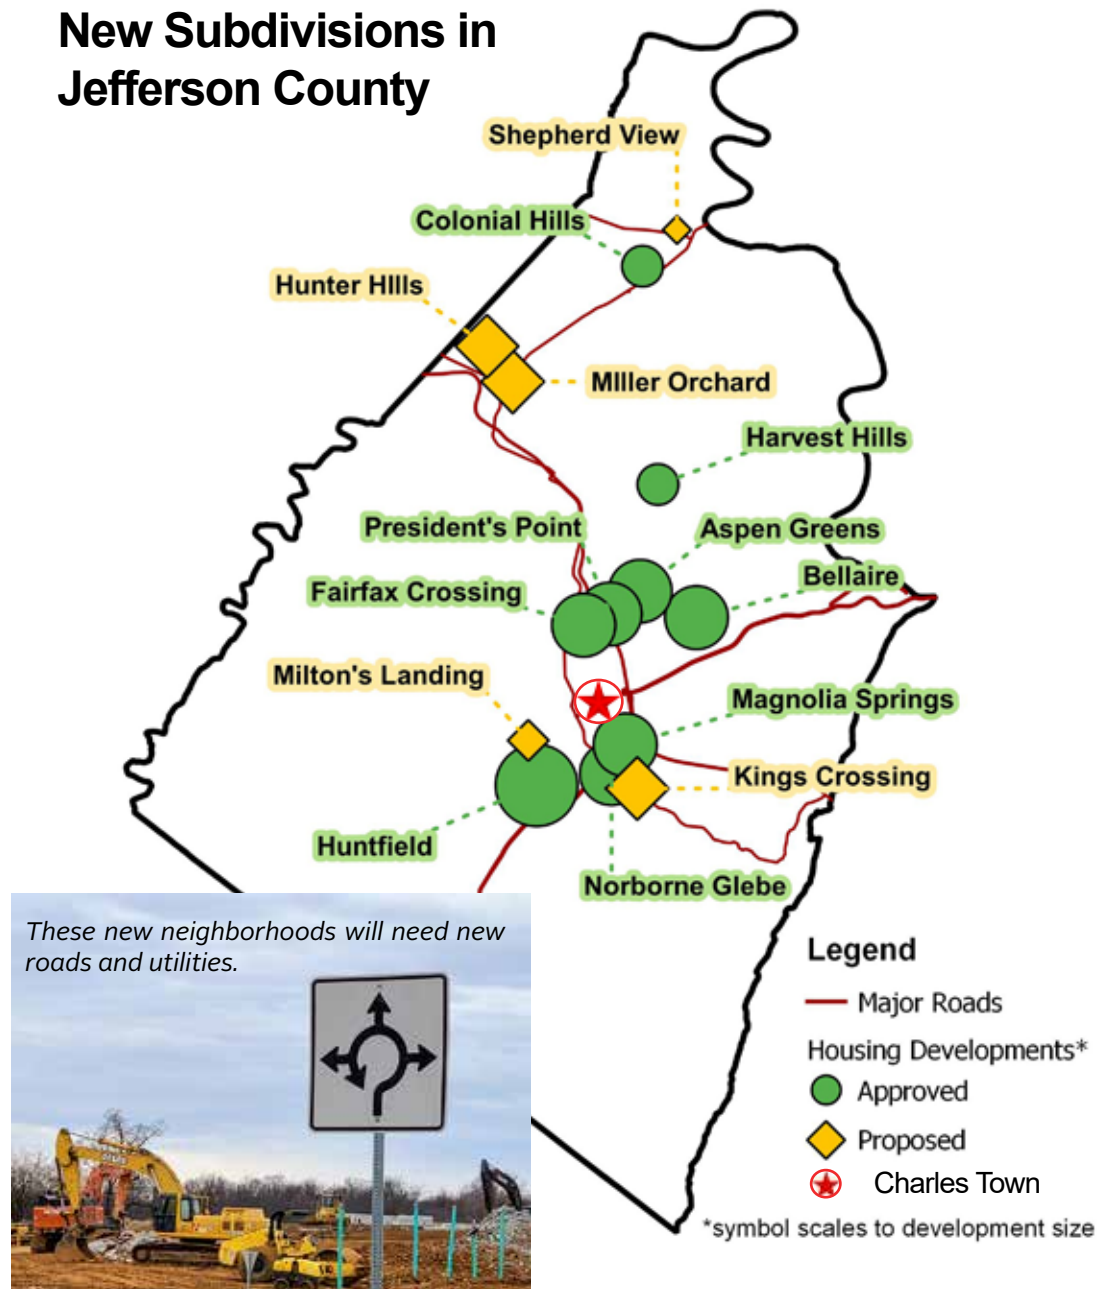 New Subdivisions in
Jefferson County
Shepherd View
Colonial Hills
Hunter HIlls
MIller Orchard
Harvest Hills
President's Point
Aspen Greens
Bellaire
Fairfax Crossing
Milton's Landing
Magnolia Springs
Kings Crossing
Huntfield
Norborne Glebe
These new neighborhoods will need new
roads and utilities.
Legend
Major Roads
Housing Developments*
Approved
Proposed
Charles Town
*symbol scales to development size